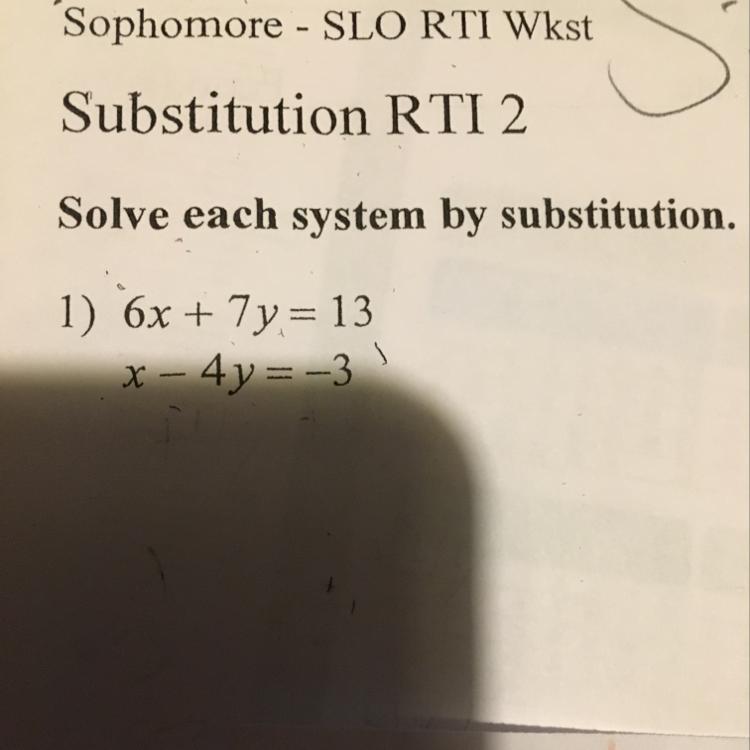 Sophomore - SLO RTI Wkst
Substitution RTI 2
Solve each system by substitution.
1) 6x + 7y = 13
x − 4y = −3